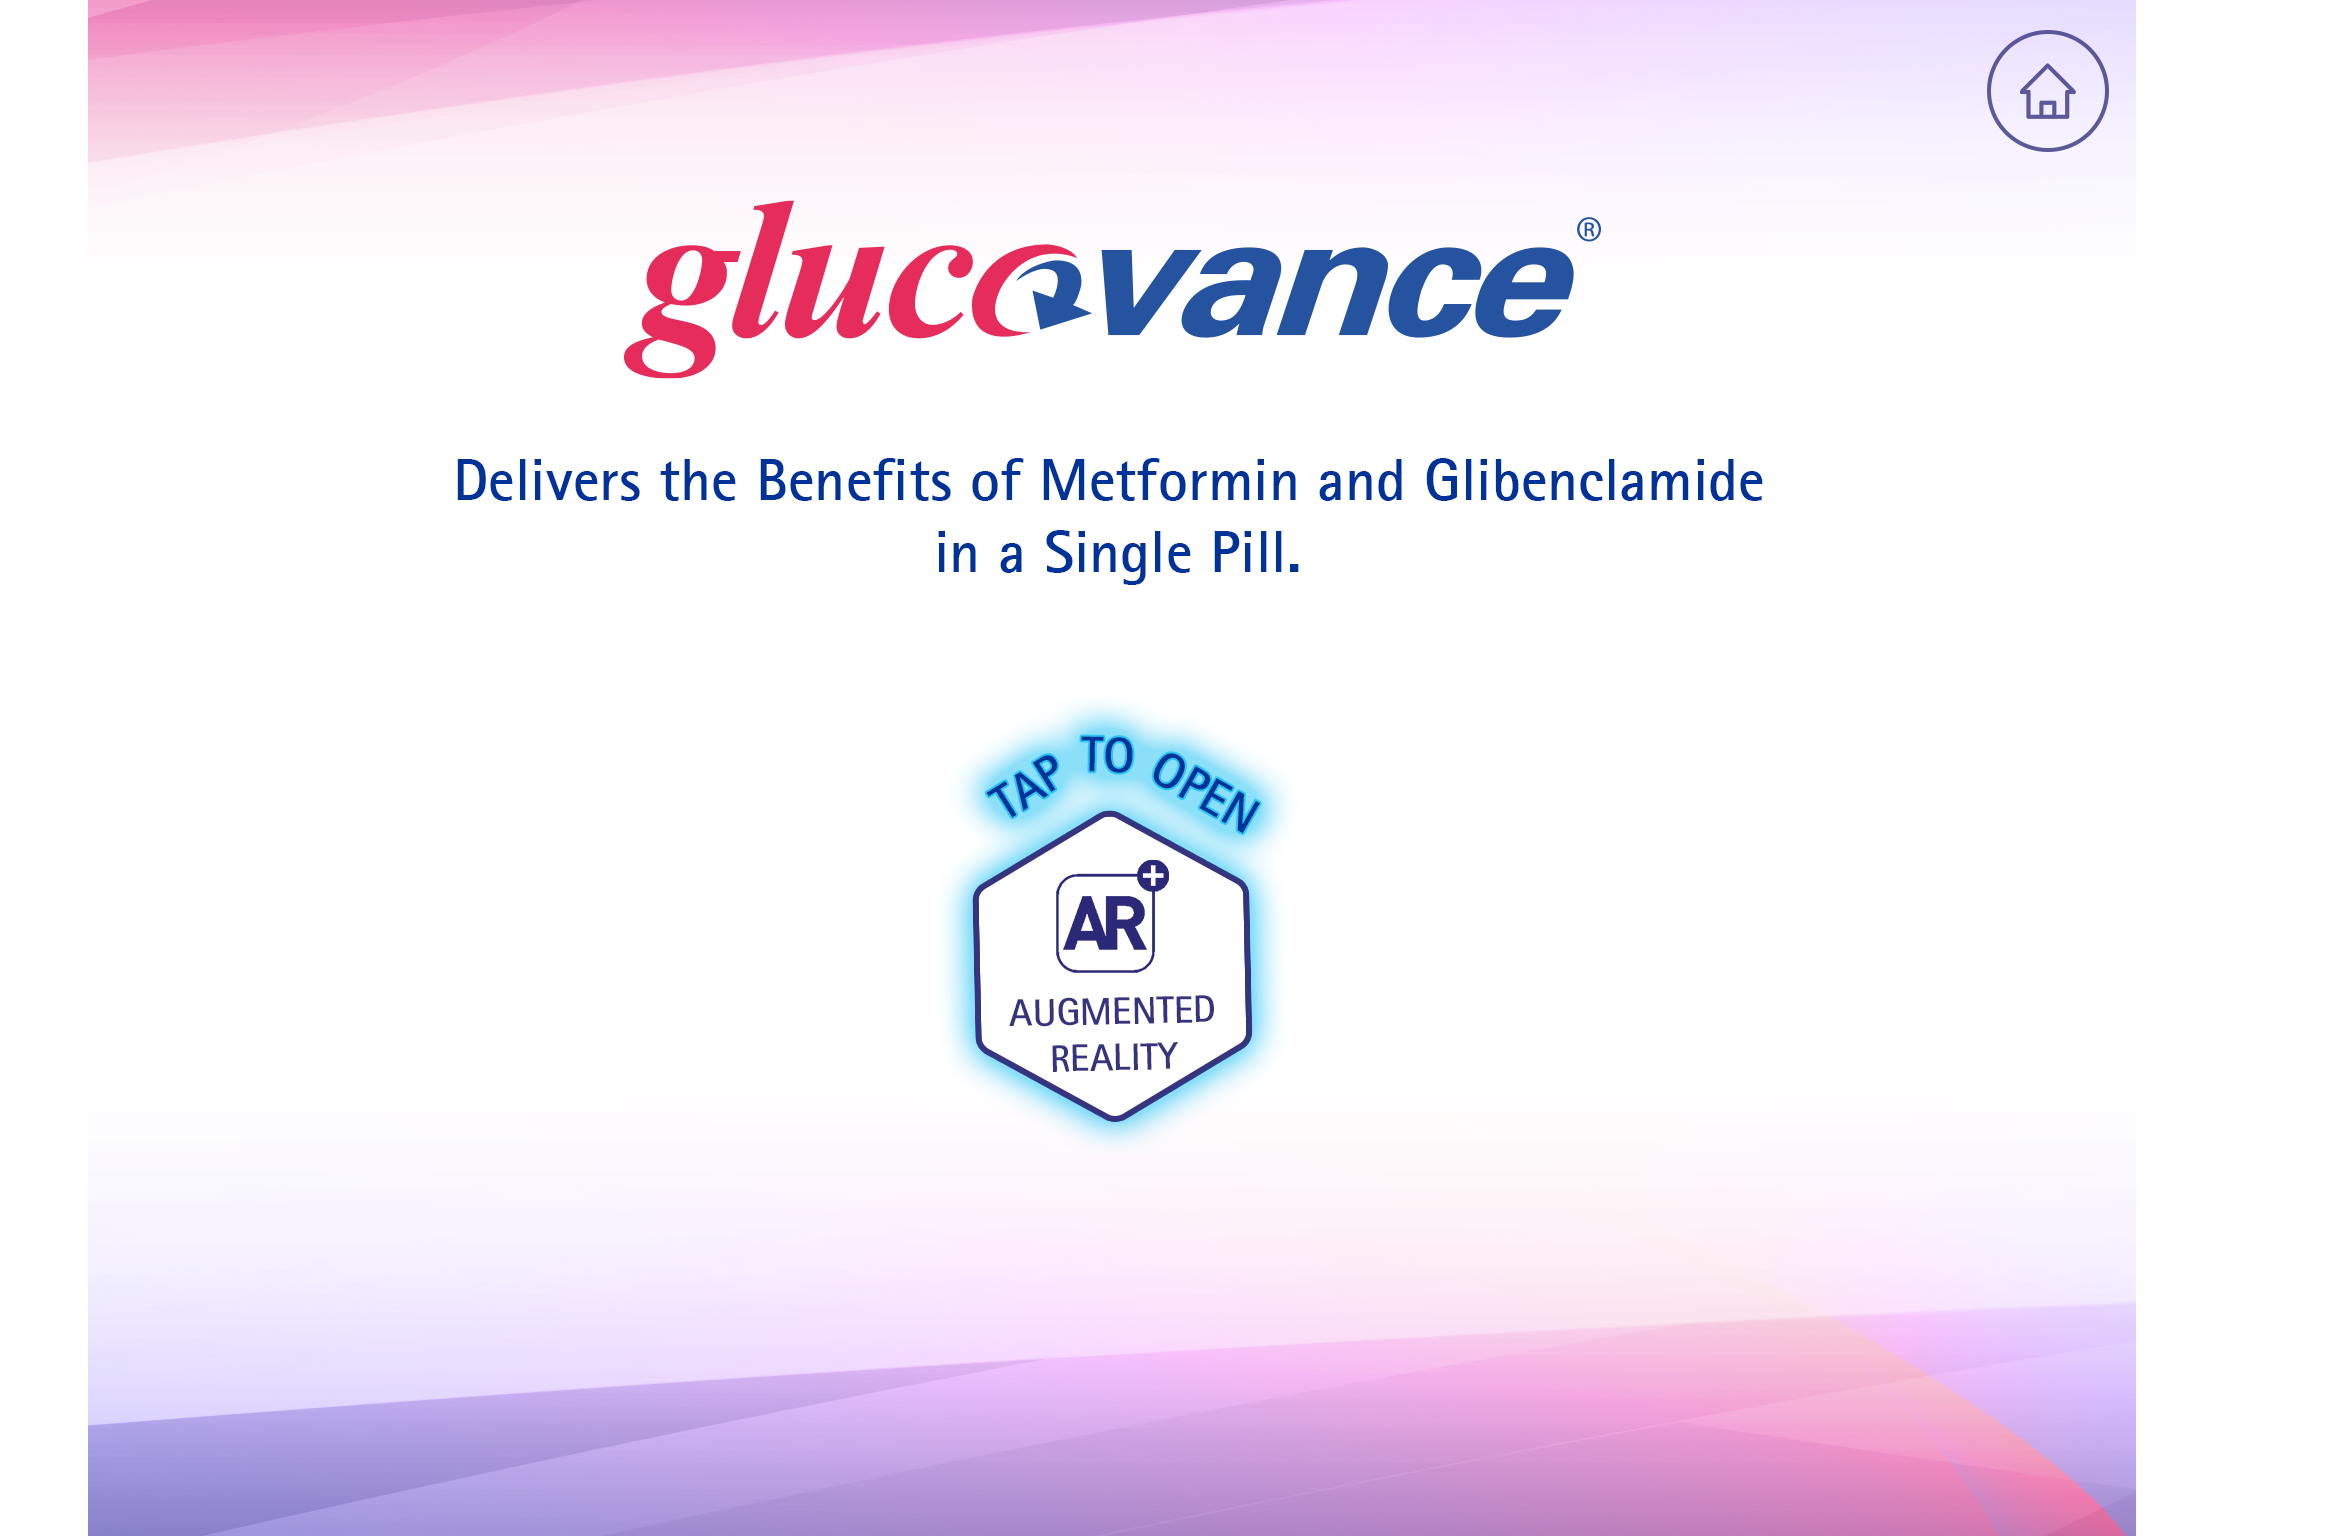 glucovance®
Delivers the Benefits of Metformin and Glibenclamide
in a Single Pill.
TAP TO OPEN
AR
AUGMENTED
REALITY